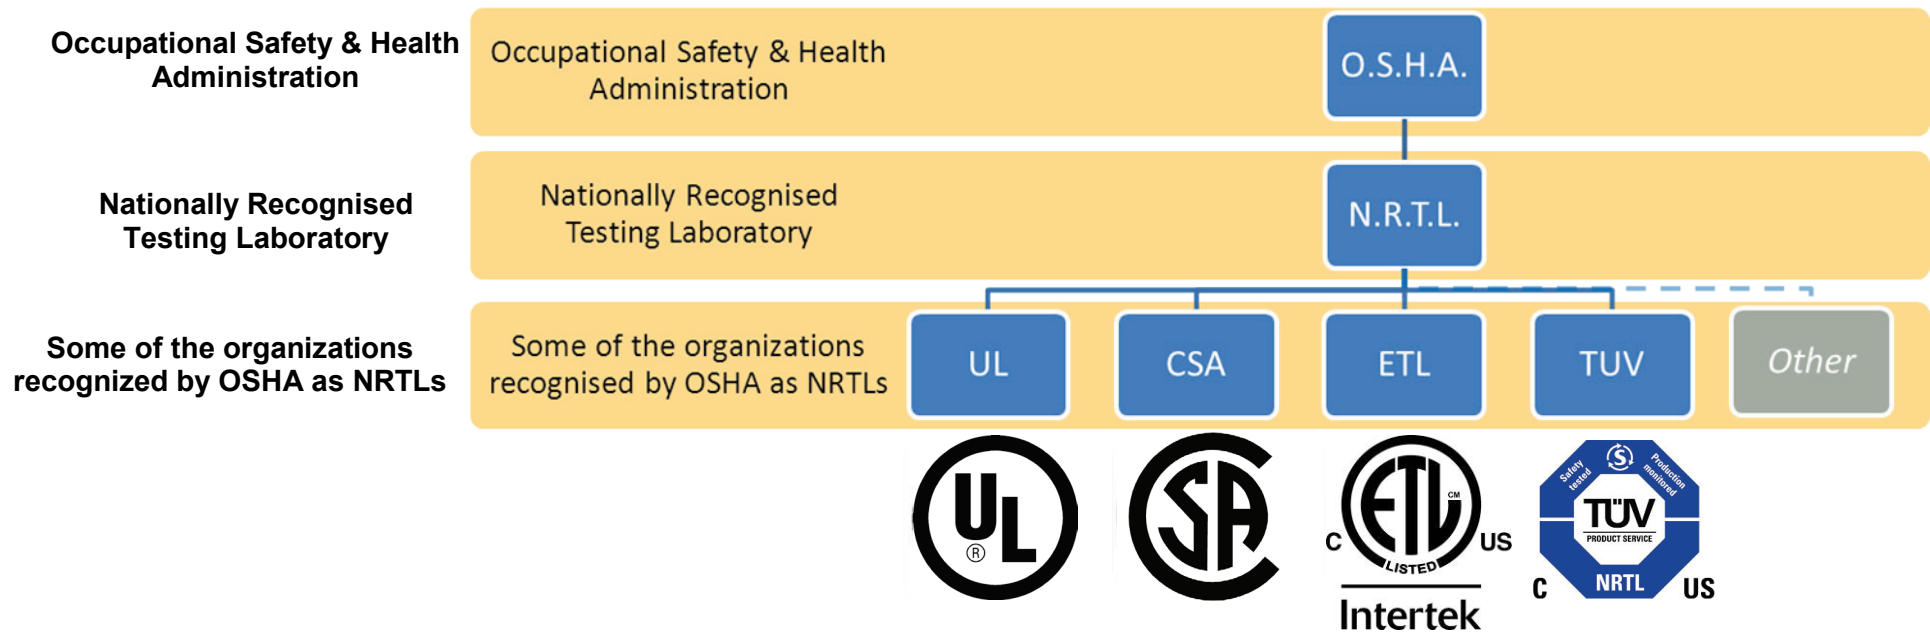 Occupational Safety & Health
Administration
Occupational Safety & Health
Administration
O.S.H.A.
Nationally Recognised
Testing Laboratory
Nationally Recognised
Testing Laboratory
N.R.T.L.
Some of the organizations
recognized by OSHA as NRTLs
Some of the organizations
recognised by OSHA as NRTLs
UL
CSA
ETL
TUV
Other
UL
®
CSA
ETL
CM
C
US
LISTED
Intertek
Safety
tested
S
Production
monitored
TÜV
PRODUCT SERVICE
NRTL
C
US